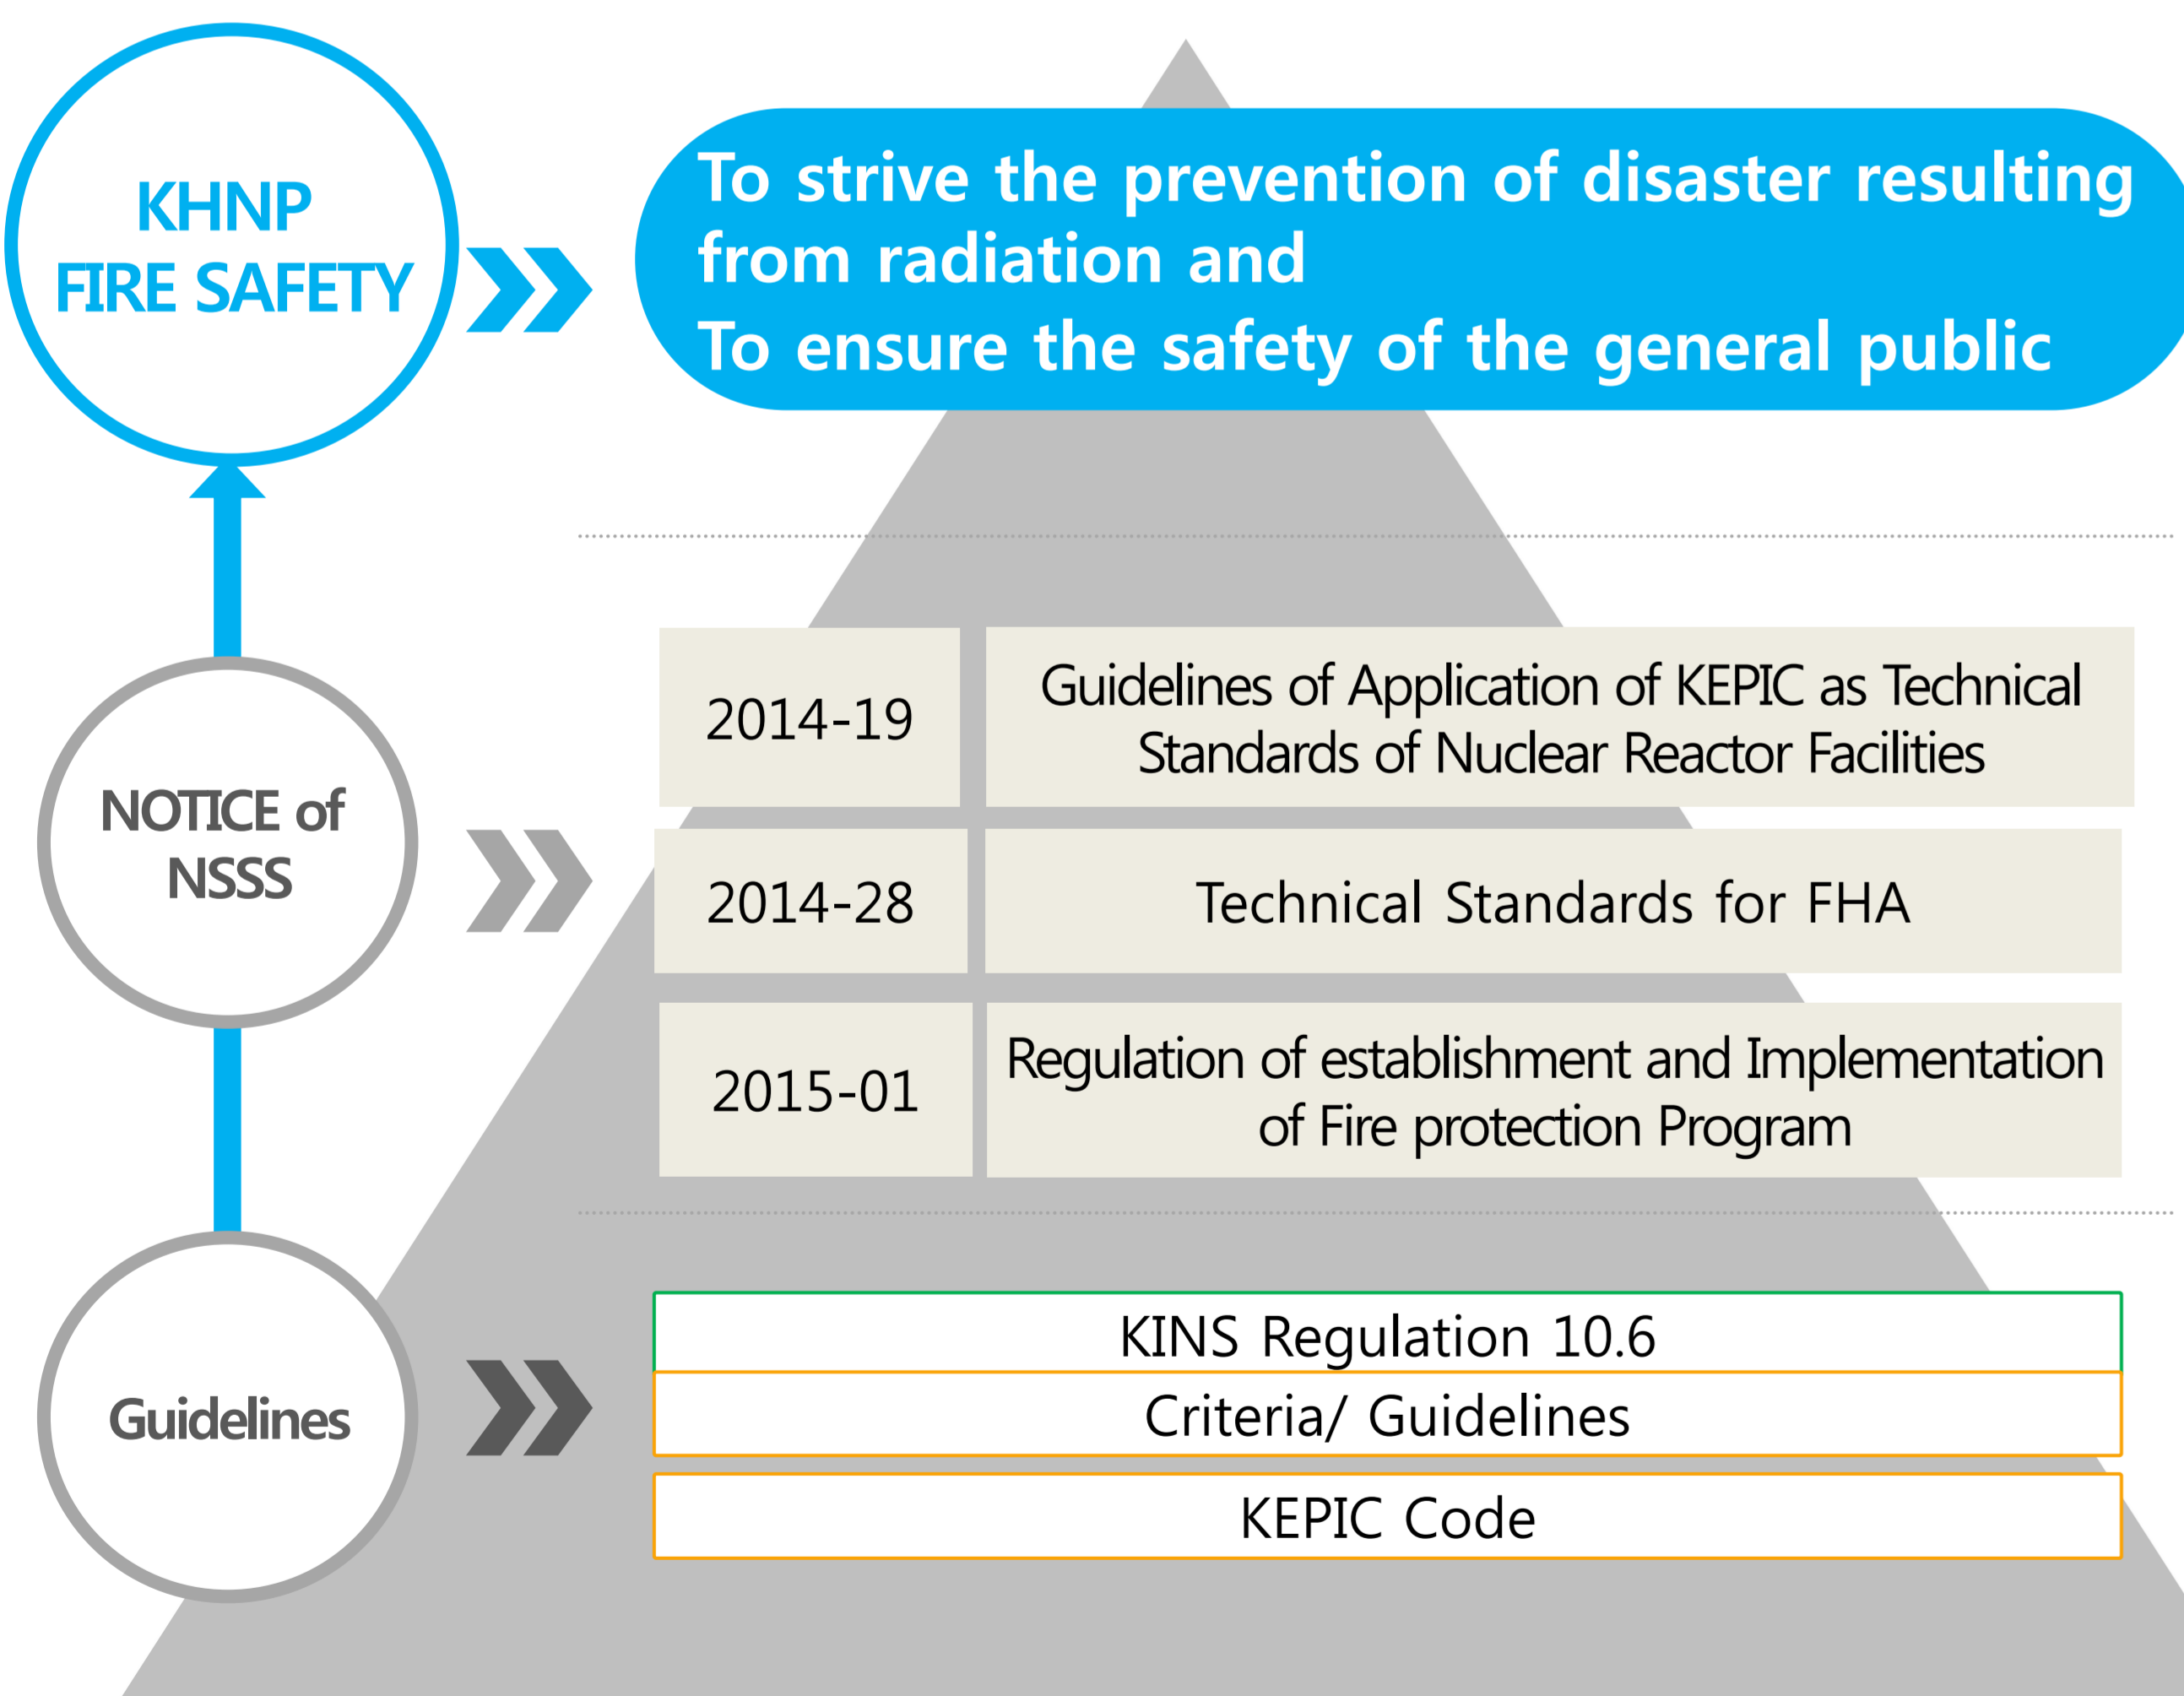 KHNP
FIRE SAFETY
To strive the prevention of disaster resulting
from radiation and
To ensure the safety of the general public
NOTICE of
NSSS
2014-19
Guidelines of Application of KEPIC as Technical
Standards of Nuclear Reactor Facilities
2014-28
Technical Standards for FHA
2015-01
Regulation of establishment and Implementation
of Fire protection Program
Guidelines
KINS Regulation 10.6
Criteria/ Guidelines
KEPIC Code